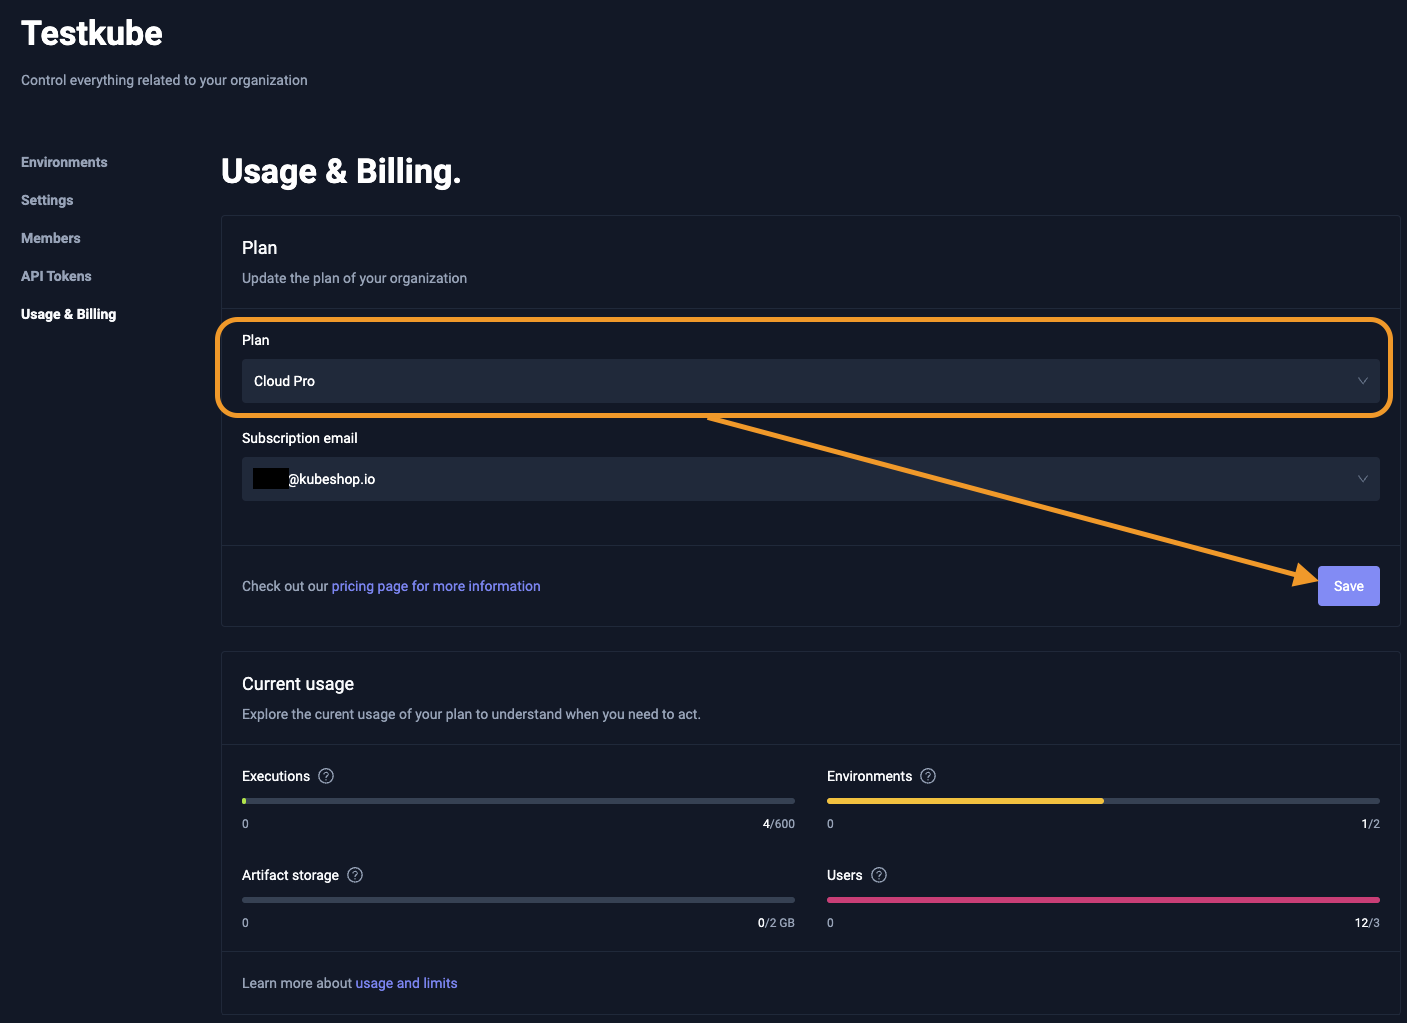 Testkube
Control everything related to your organization
Environments
Settings
Members
API Tokens
Usage & Billing
Usage & Billing.
Plan
Update the plan of your organization
Plan
Cloud Pro
Subscription email
@kubeshop.io
Check out our pricing page for more information
Save
Current usage
Explore the curent usage of your plan to understand when you need to act.
Executions ?
0 4/600
Environments ?
0 1/2
Artifact storage ?
0 0/2 GB
Users ?
0 12/3
Learn more about usage and limits